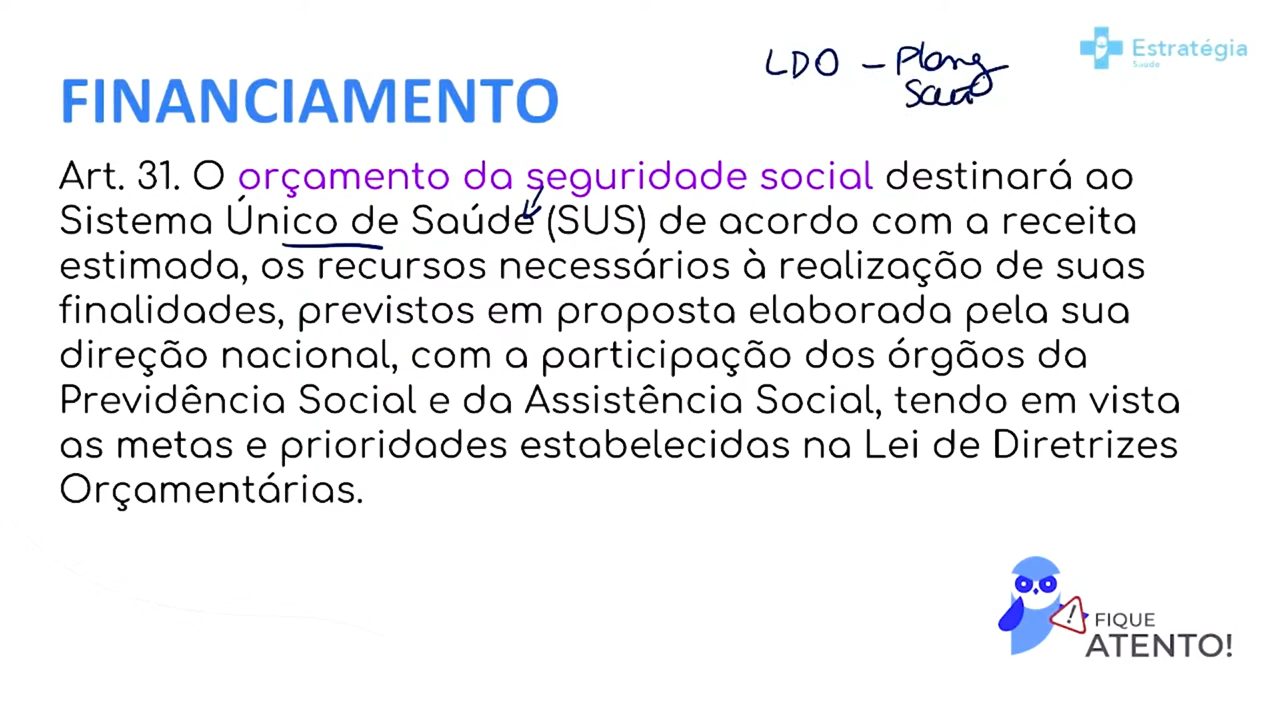 LDO -
Estratégia
Saúde
FINANCIAMENTO
Art. 31. O orçamento da seguridade social destinará ao
Sistema Único de Saúde (SUS) de acordo com a receita
estimada, os recursos necessários à realização de suas
finalidades, previstos em proposta elaborada pela sua
direção nacional, com a participação dos órgãos da
Previdência Social e da Assistência Social, tendo em vista
as metas e prioridades estabelecidas na Lei de Diretrizes
Orçamentárias.
FIQUE
ATENTO!